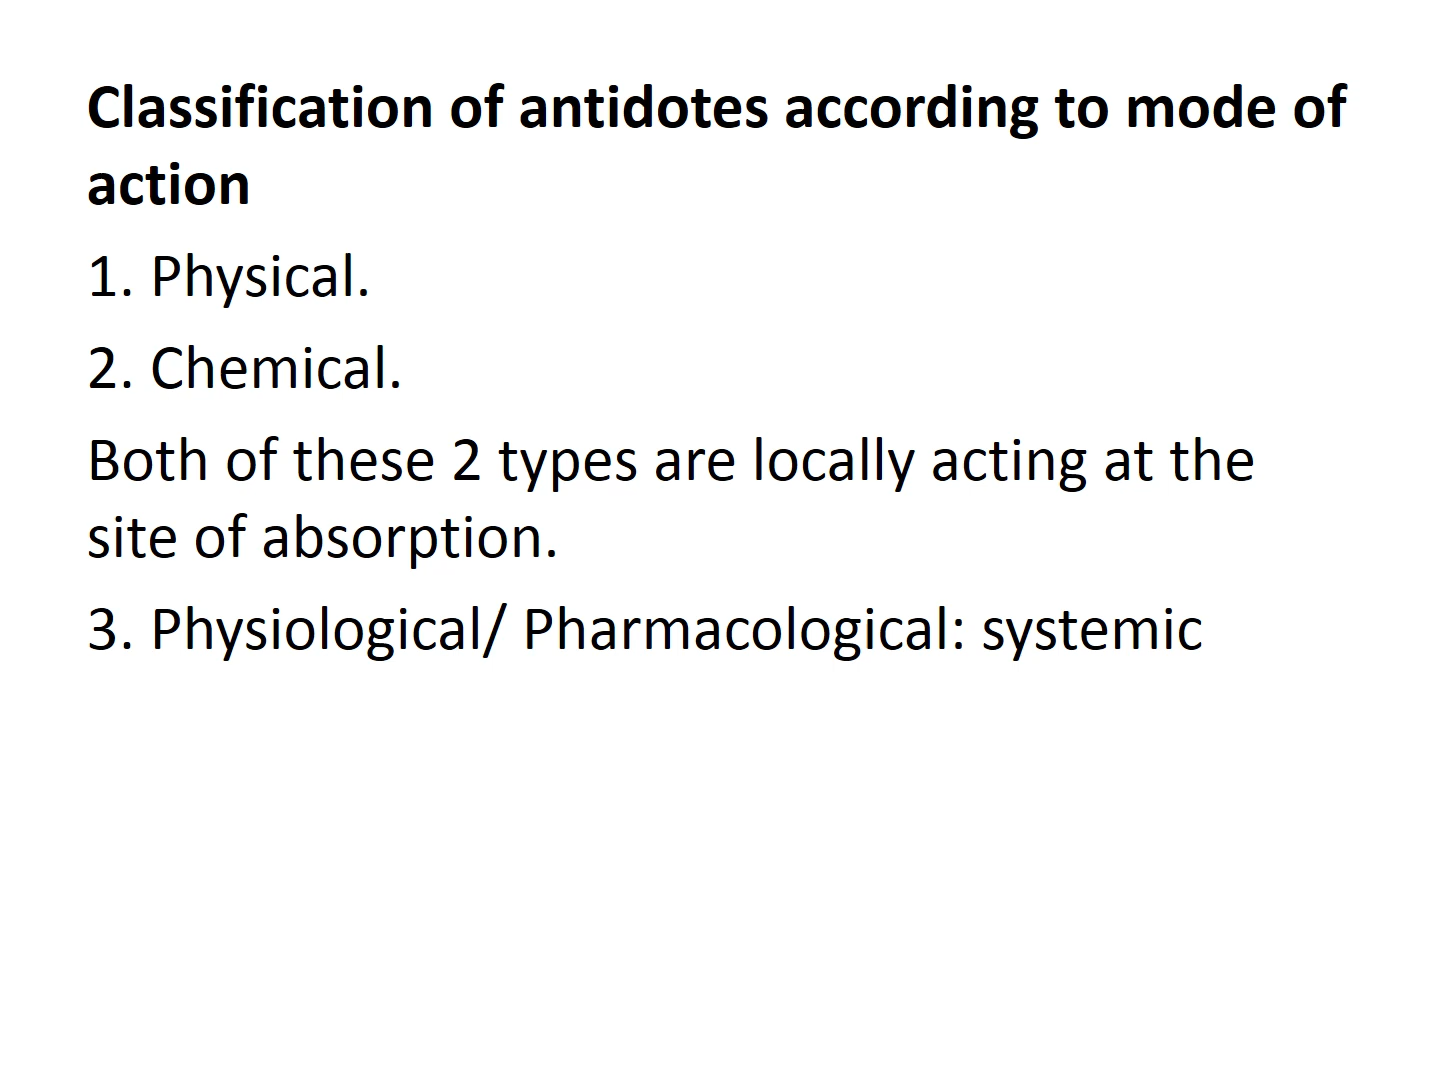 Classification of antidotes according to mode of
action
1. Physical.
2. Chemical.
Both of these 2 types are locally acting at the
site of absorption.
3. Physiological/ Pharmacological: systemic